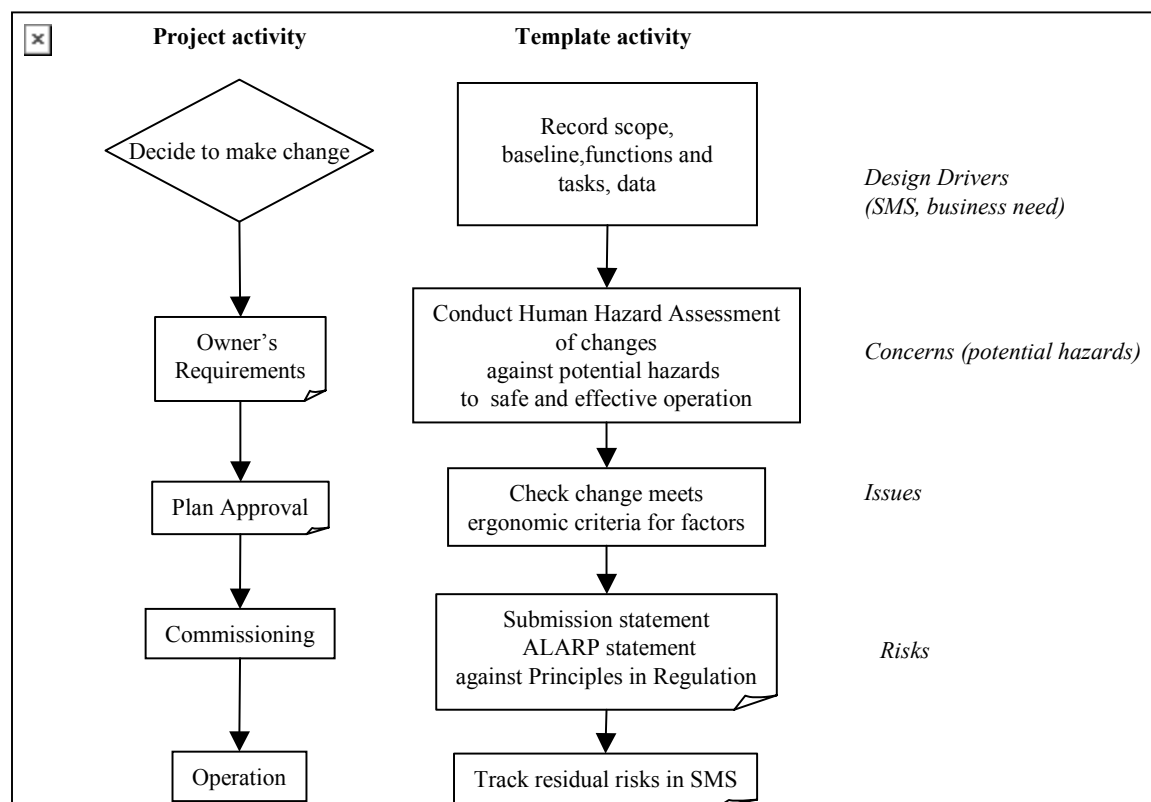 Project activity
Template activity
Decide to make change
Record scope,
baseline,functions and
tasks, data
Design Drivers
(SMS, business need)
Owner’s
Requirements
Conduct Human Hazard Assessment
of changes
against potential hazards
to safe and effective operation
Concerns (potential hazards)
Plan Approval
Check change meets
ergonomic criteria for factors
Issues
Commissioning
Submission statement
ALARP statement
against Principles in Regulation
Risks
Operation
Track residual risks in SMS